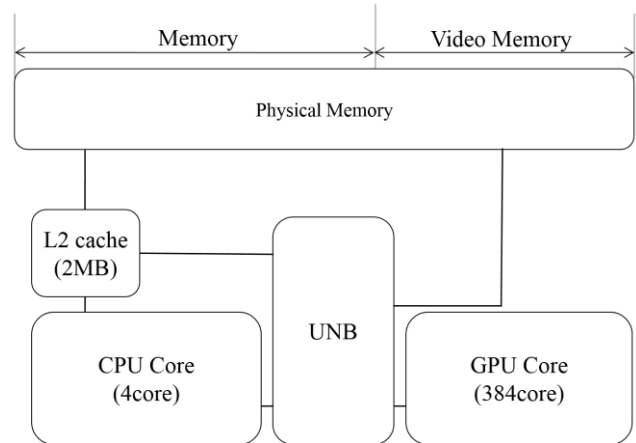 Memory
Video Memory
Physical Memory
L2 cache
(2MB)
UNB
CPU Core
(4core)
GPU Core
(384core)